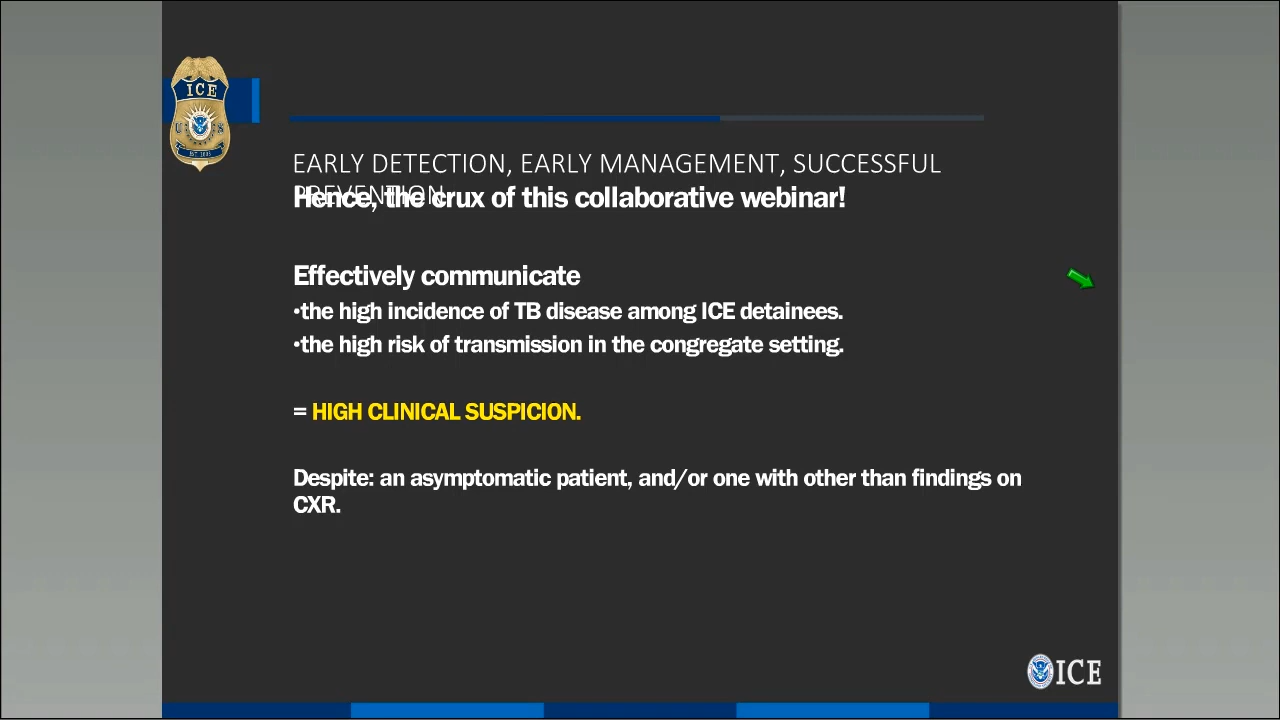 ICE
EARLY DETECTION, EARLY MANAGEMENT, SUCCESSFUL
PREVENTION
Hence, the crux of this collaborative webinar!
Effectively communicate
•the high incidence of TB disease among ICE detainees.
•the high risk of transmission in the congregate setting.
= HIGH CLINICAL SUSPICION.
Despite: an asymptomatic patient, and/or one with other than findings on
CXR.
ICE